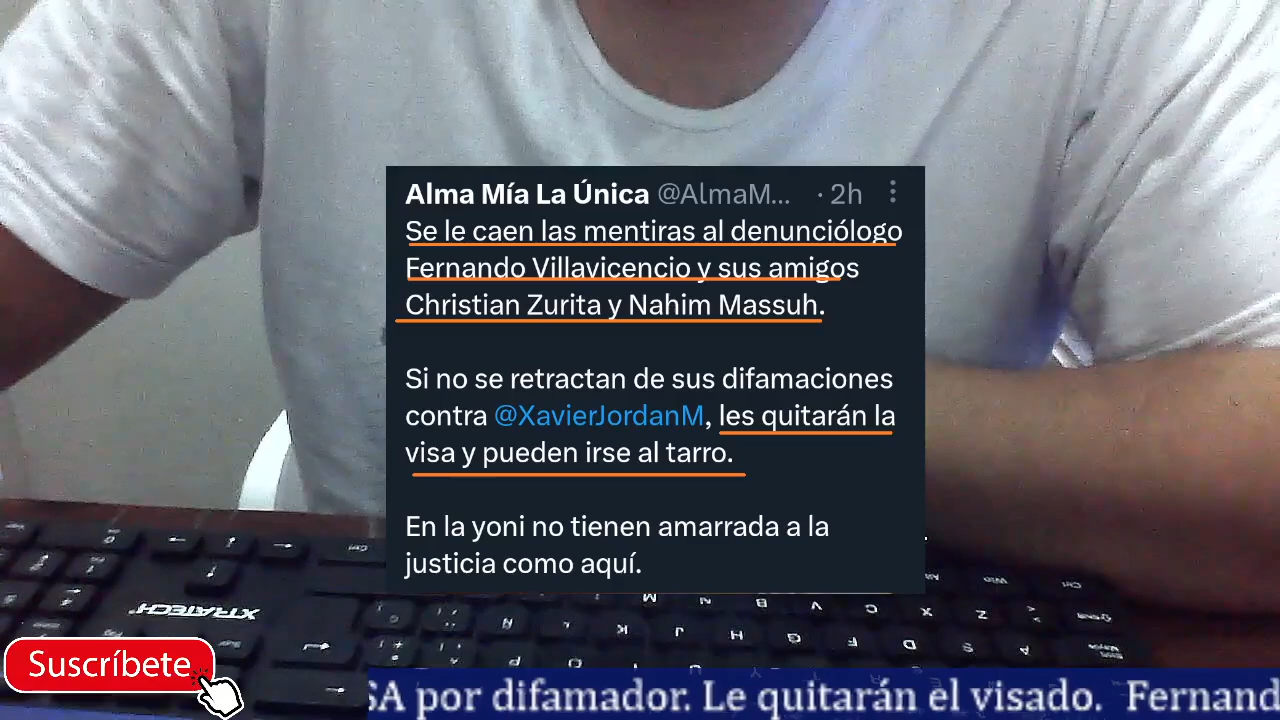 Alma Mía La Única @AlmaM... · 2h
Se le caen las mentiras al denunciólogo
Fernando Villavicencio y sus amigos
Christian Zurita y Nahim Massuh.
Si no se retractan de sus difamaciones
contra @XavierJordanM, les quitarán la
visa y pueden irse al tarro.
En la yoni no tienen amarrada a la
justicia como aquí.
XTRATECH
Suscríbete
SA por difamador. Le quitarán el visado. Fernand